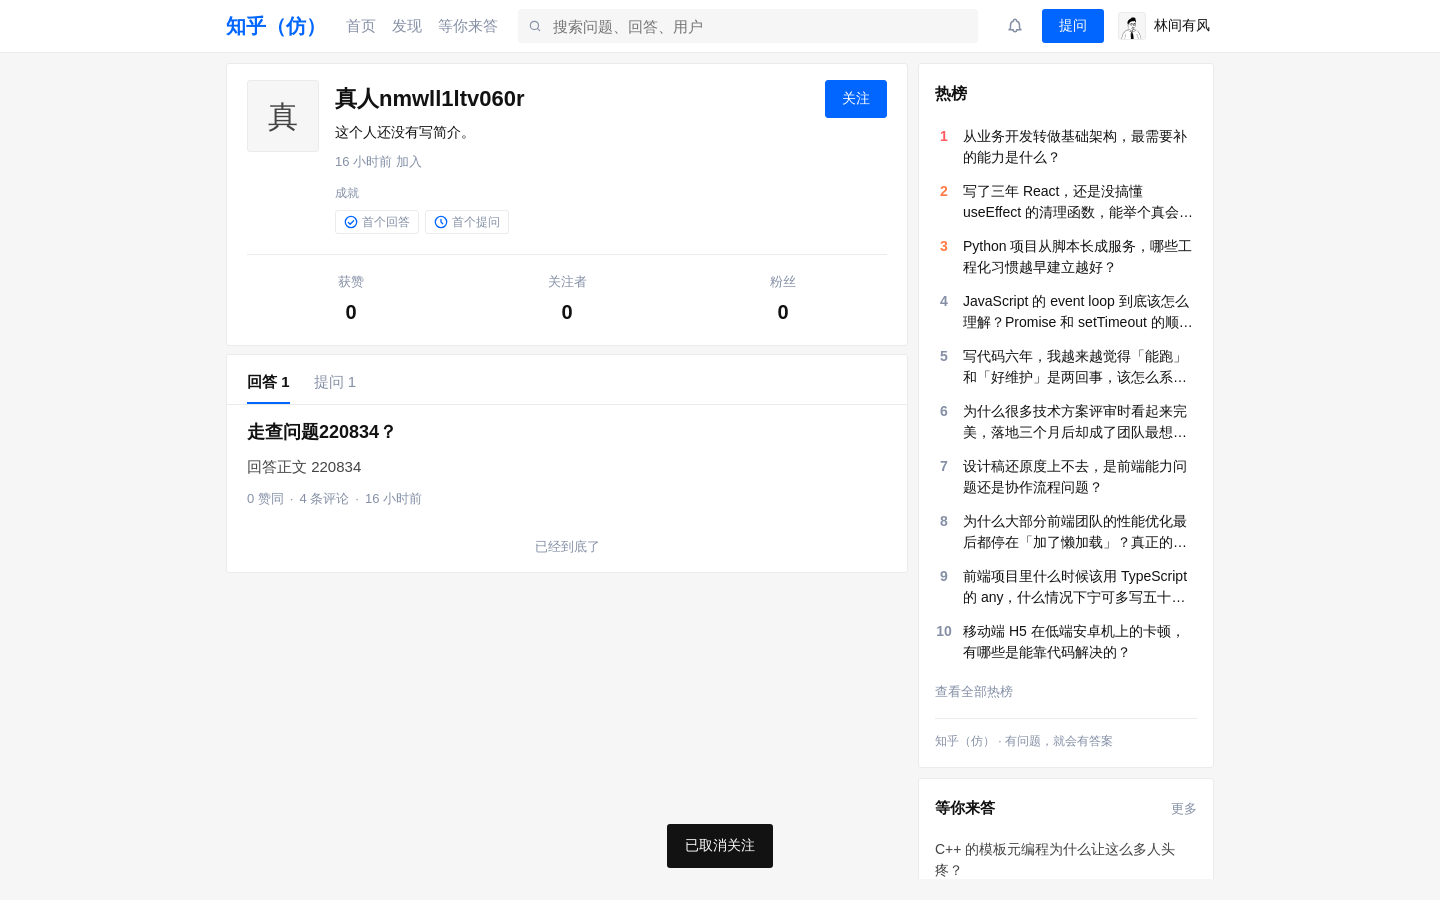 知乎（仿）
首页
发现
等你来答
搜索问题、回答、用户
提问
林间有风
真
真人nmwll1ltv060r
关注
这个人还没有写简介。
16 小时前 加入
成就
首个回答
首个提问
获赞
关注者
粉丝
0
0
0
回答 1
提问 1
走查问题220834？
回答正文 220834
0 赞同 · 4 条评论 · 16 小时前
已经到底了
已取消关注
热榜
1
从业务开发转做基础架构，最需要补
的能力是什么？
2
写了三年 React，还是没搞懂
useEffect 的清理函数，能举个真会…
3
Python 项目从脚本长成服务，哪些工
程化习惯越早建立越好？
4
JavaScript 的 event loop 到底该怎么
理解？Promise 和 setTimeout 的顺…
5
写代码六年，我越来越觉得「能跑」
和「好维护」是两回事，该怎么系…
6
为什么很多技术方案评审时看起来完
美，落地三个月后却成了团队最想…
7
设计稿还原度上不去，是前端能力问
题还是协作流程问题？
8
为什么大部分前端团队的性能优化最
后都停在「加了懒加载」？真正的…
9
前端项目里什么时候该用 TypeScript
的 any，什么情况下宁可多写五十…
10
移动端 H5 在低端安卓机上的卡顿，
有哪些是能靠代码解决的？
查看全部热榜
知乎（仿） · 有问题，就会有答案
等你来答
更多
C++ 的模板元编程为什么让这么多人头
疼？